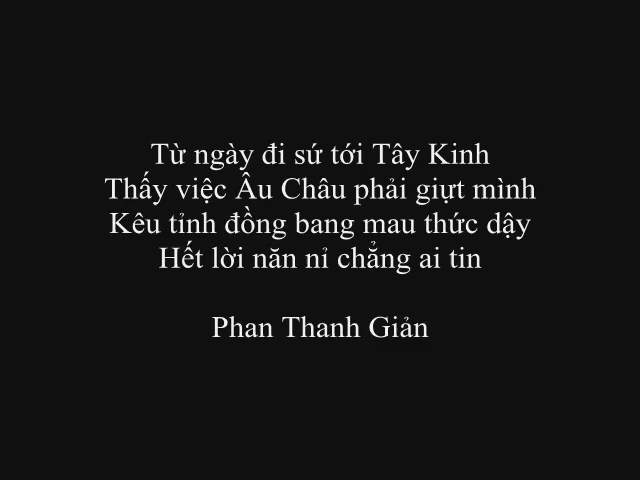 Từ ngày đi sứ tới Tây Kinh
Thấy việc Âu Châu phải giựt mình
Kêu tỉnh đồng bang mau thức dậy
Hết lời năn nỉ chẳng ai tin
Phan Thanh Giản